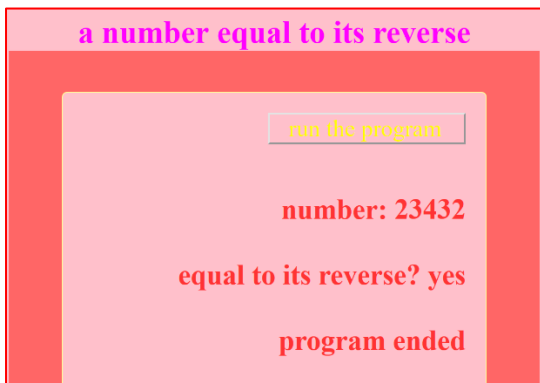 a number equal to its reverse
run the program
number: 23432
equal to its reverse? yes
program ended